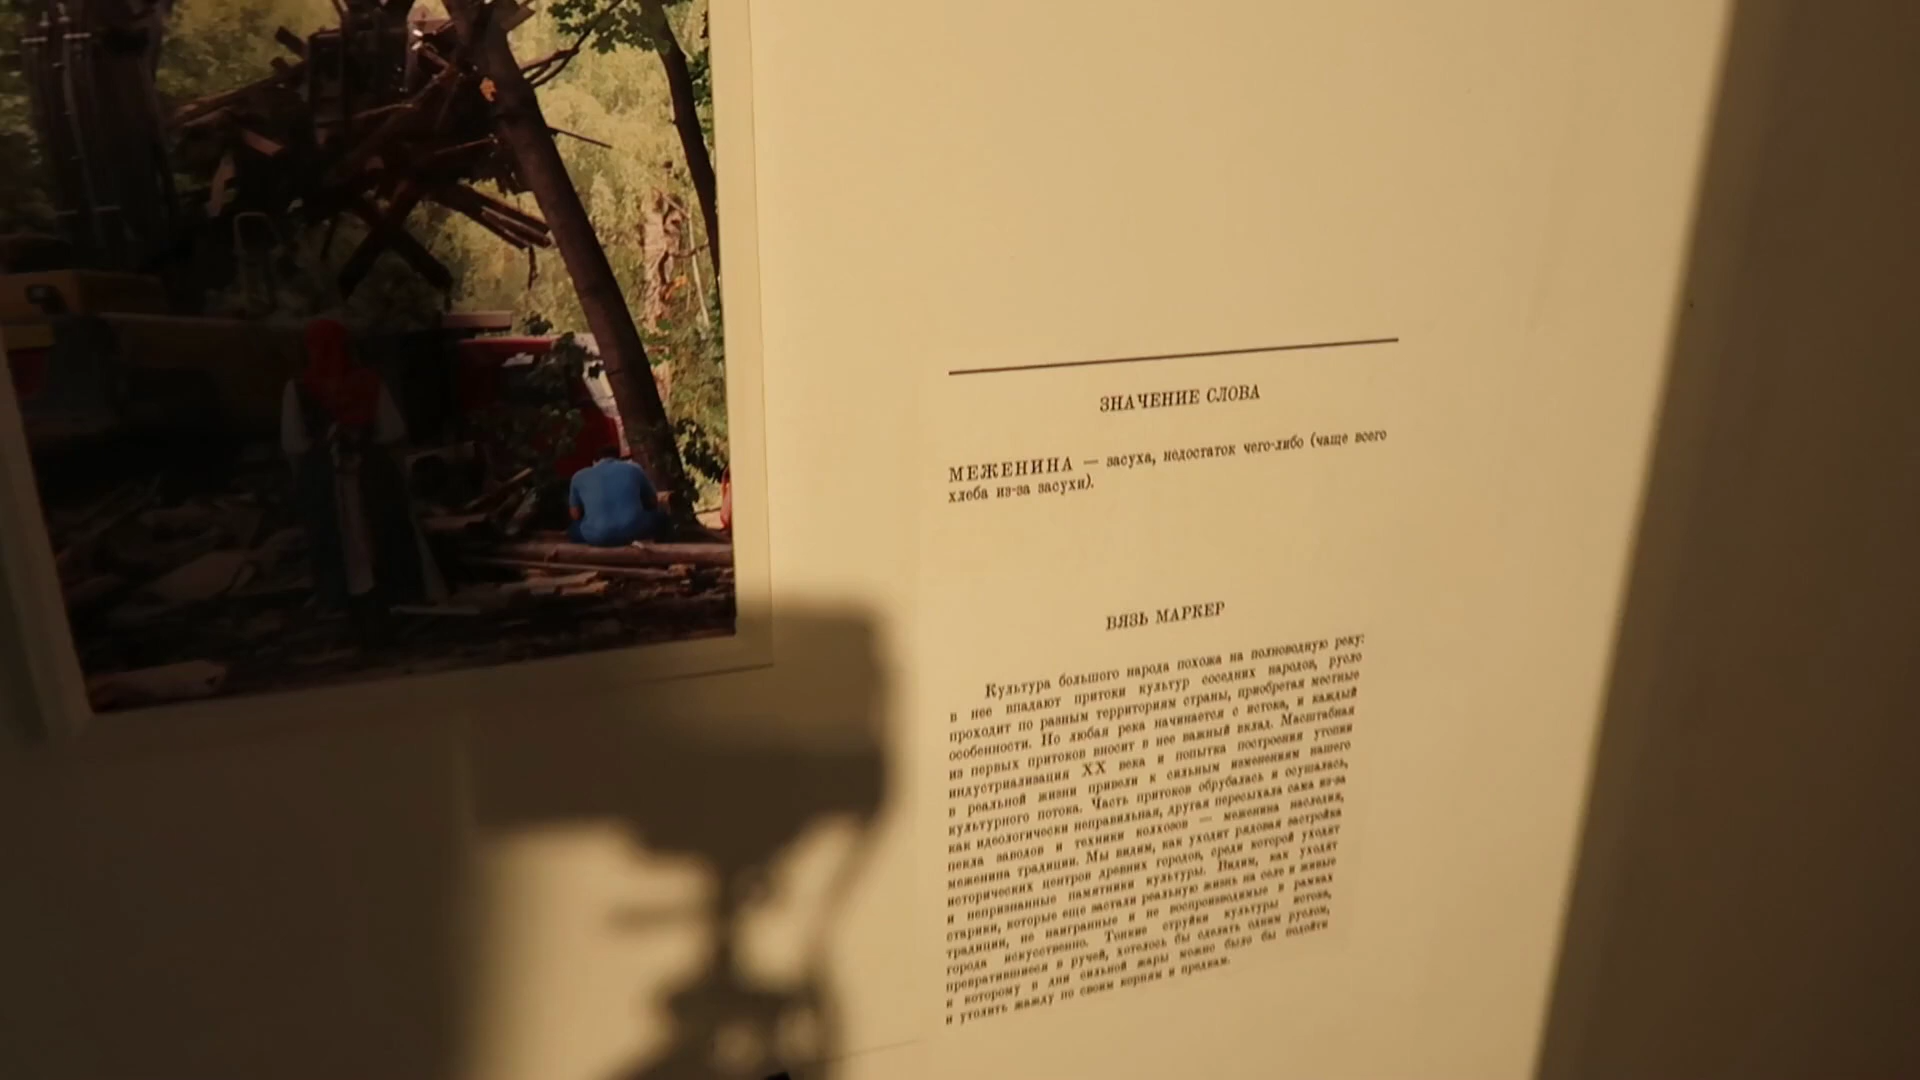 ЗНАЧЕНИЕ СЛОВА
МЕЖЕНИНА — засуха, недостаток чего-либо (чаще всего
хлеба из-за засухи).
ВЯЗЬ МАРКЕР
Культура большого народа похожа на полноводную реку:
в нее впадают притоки культур соседних народов, русло
проходит по разным территориям страны, приобретая местные
особенности. Но любая река начинается с истока, и каждый
из первых притоков вносит в нее важный вклад. Масштабная
индустриализация XX века и попытка построения утопии
в реальной жизни привели к сильным изменениям нашего
культурного потока. Часть притоков обрубалась и осушалась,
как идеологически неправильная, другая пересыхала сама из-за
пекла заводов и техники колхозов — меженина наследия,
меженина традиции. Мы видим, как уходит рядовая застройка
исторических центров древних городов, среди которой уходят
и непризнанные памятники культуры. Видим, как уходят
старики, которые еще застали реальную жизнь на селе и живые
традиции, не наигранные и не воспроизводимые в рамках
города искусственно. Тонкие струйки культуры истока,
превратившиеся в ручей, хотелось бы сделать одним руслом,
к которому в дни сильной жары можно было бы подойти
и утолить жажду по своим корням и предкам.